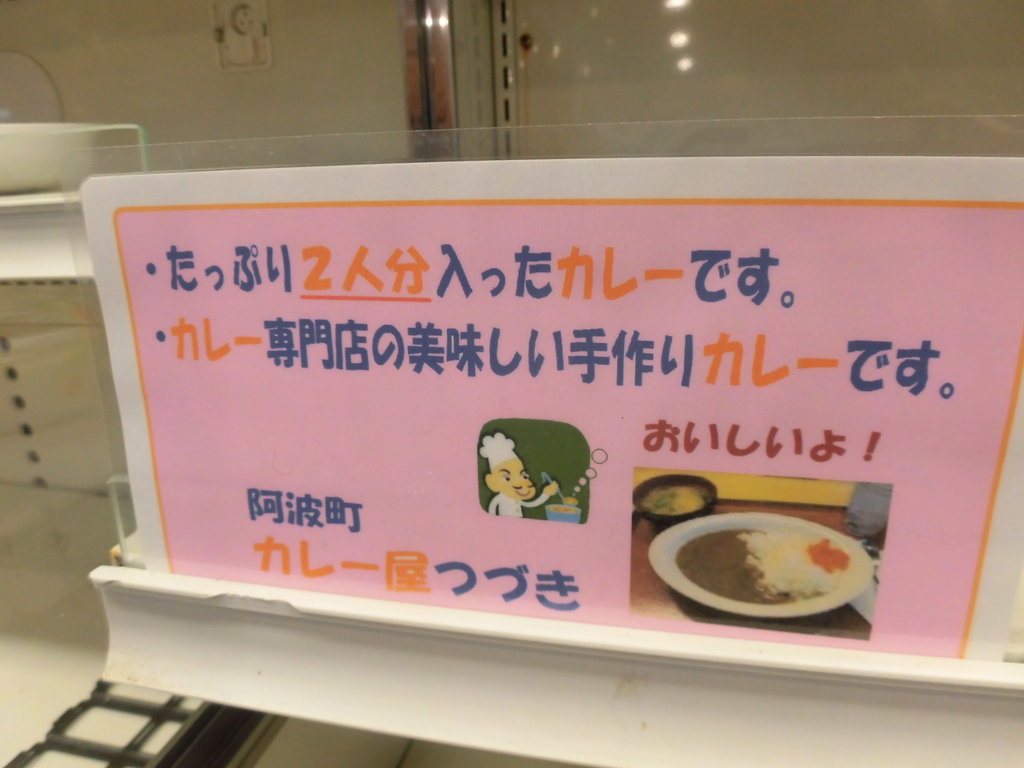 ・たっぷり２人分入ったカレーです。
・カレー専門店の美味しい手作りカレーです。
おいしいよ！
阿波町
カレー屋つづき